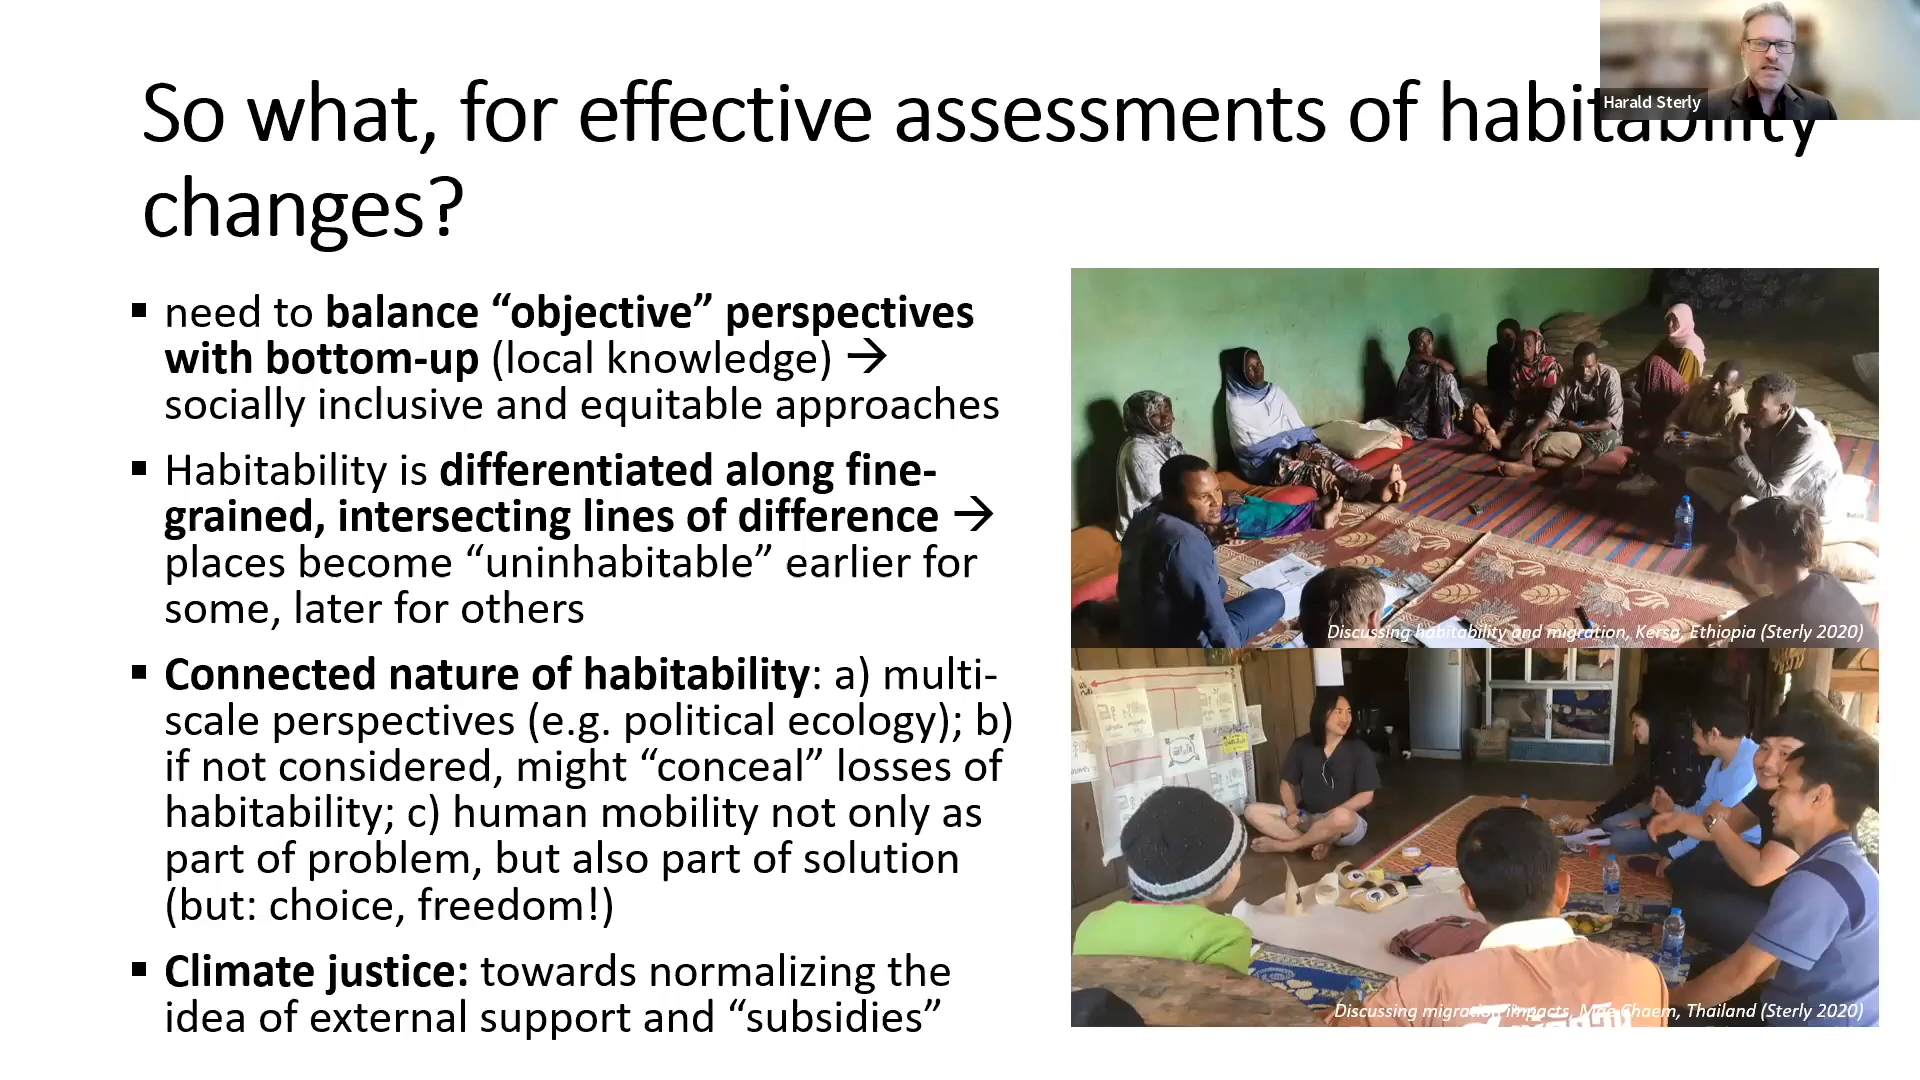 So what, for effective assessments of habitability
changes?
Harald Sterly
▪ need to balance “objective” perspectives
with bottom-up (local knowledge) →
socially inclusive and equitable approaches
▪ Habitability is differentiated along fine-
grained, intersecting lines of difference →
places become “uninhabitable” earlier for
some, later for others
▪ Connected nature of habitability: a) multi-
scale perspectives (e.g. political ecology); b)
if not considered, might “conceal” losses of
habitability; c) human mobility not only as
part of problem, but also part of solution
(but: choice, freedom!)
▪ Climate justice: towards normalizing the
idea of external support and “subsidies”
Discussing habitability and migration, Kersa, Ethiopia (Sterly 2020)
Discussing migration impacts, Mae Chaem, Thailand (Sterly 2020)